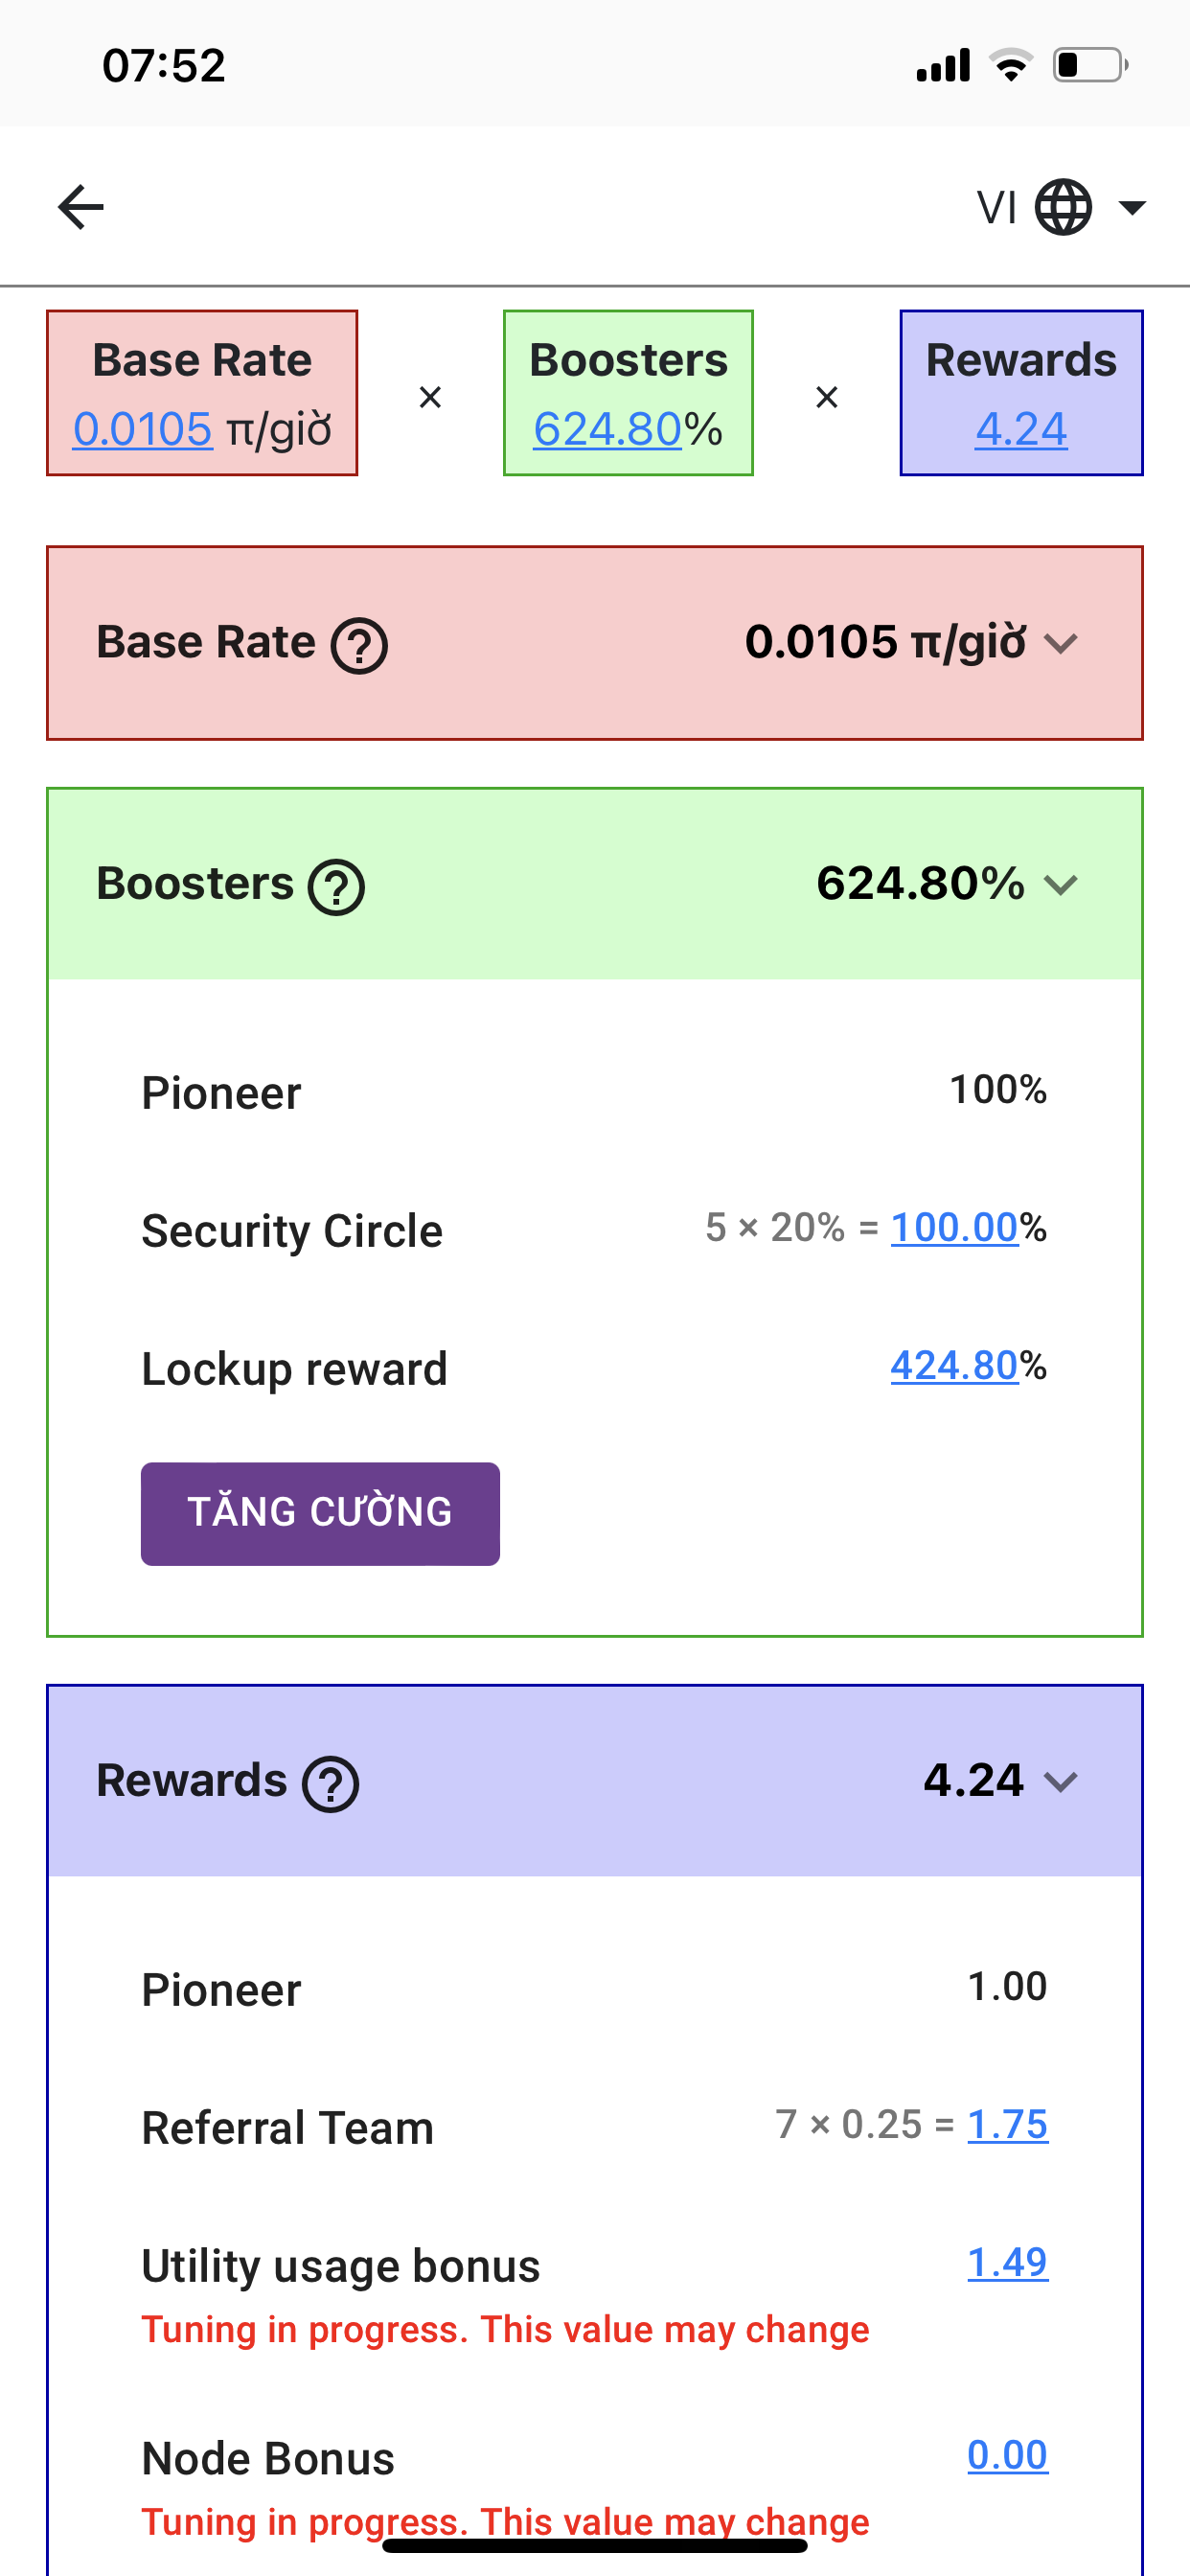 07:52
VI
Base Rate
0.0105 π/giờ
×
Boosters
624.80%
×
Rewards
4.24
Base Rate ?
0.0105 π/giờ
Boosters ?
624.80%
Pioneer
100%
Security Circle
5 × 20% = 100.00%
Lockup reward
424.80%
TĂNG CƯỜNG
Rewards ?
4.24
Pioneer
1.00
Referral Team
7 × 0.25 = 1.75
Utility usage bonus
1.49
Tuning in progress. This value may change
Node Bonus
0.00
Tuning in progress. This value may change